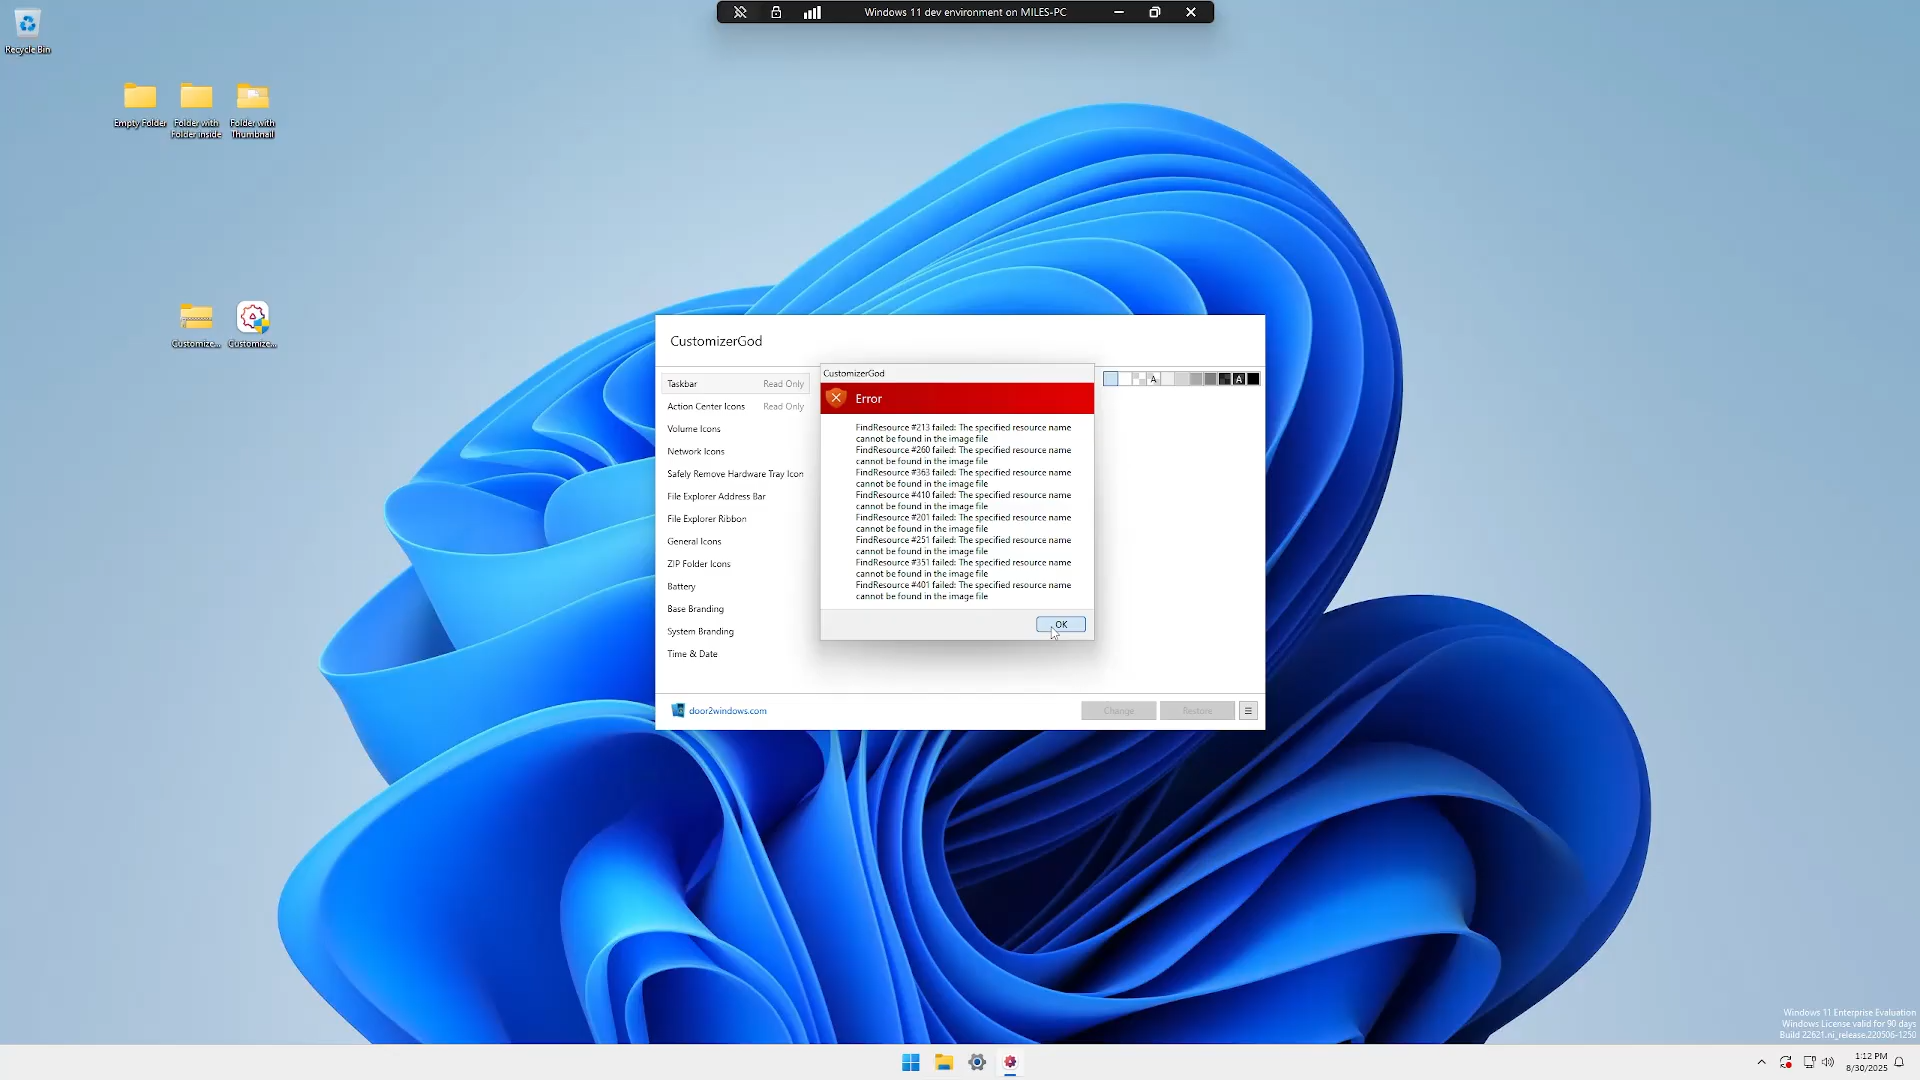 Windows 11 dev environment on MILES-PC
Recycle Bin
Empty Folder
Folder with
Folder inside
Folder with
Thumbnail
Customize...
Customize...
CustomizerGod
Taskbar Read Only
Action Center Icons Read Only
Volume Icons
Network Icons
Safely Remove Hardware Tray Icon
File Explorer Address Bar
File Explorer Ribbon
General Icons
ZIP Folder Icons
Battery
Base Branding
System Branding
Time & Date
CustomizerGod
Error
FindResource #213 failed: The specified resource name
cannot be found in the image file
FindResource #260 failed: The specified resource name
cannot be found in the image file
FindResource #363 failed: The specified resource name
cannot be found in the image file
FindResource #410 failed: The specified resource name
cannot be found in the image file
FindResource #201 failed: The specified resource name
cannot be found in the image file
FindResource #251 failed: The specified resource name
cannot be found in the image file
FindResource #351 failed: The specified resource name
cannot be found in the image file
FindResource #401 failed: The specified resource name
cannot be found in the image file
OK
A A
door2windows.com
Change Restore
Windows 11 Enterprise Evaluation
Windows License valid for 90 days
Build 22621.ni_release.220506-1250
1:12 PM
8/30/2025